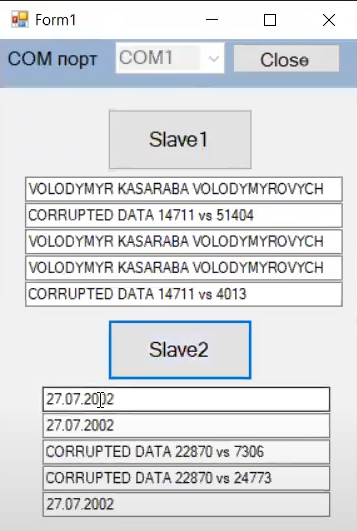 Form1
COM порт COM1 Close
Slave1
VOLODYMYR KASARABA VOLODYMYROVYCH
CORRUPTED DATA 14711 vs 51404
VOLODYMYR KASARABA VOLODYMYROVYCH
VOLODYMYR KASARABA VOLODYMYROVYCH
CORRUPTED DATA 14711 vs 4013
Slave2
27.07.2002
27.07.2002
CORRUPTED DATA 22870 vs 7306
CORRUPTED DATA 22870 vs 24773
27.07.2002